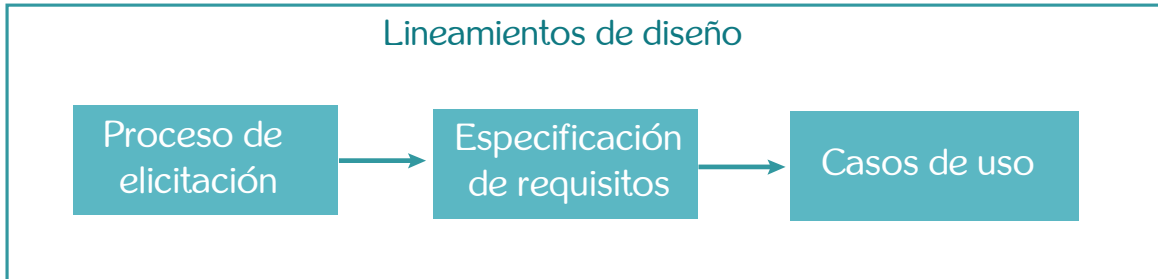 Lineamientos de diseño
Proceso de
elicitación
Especificación
de requisitos
Casos de uso